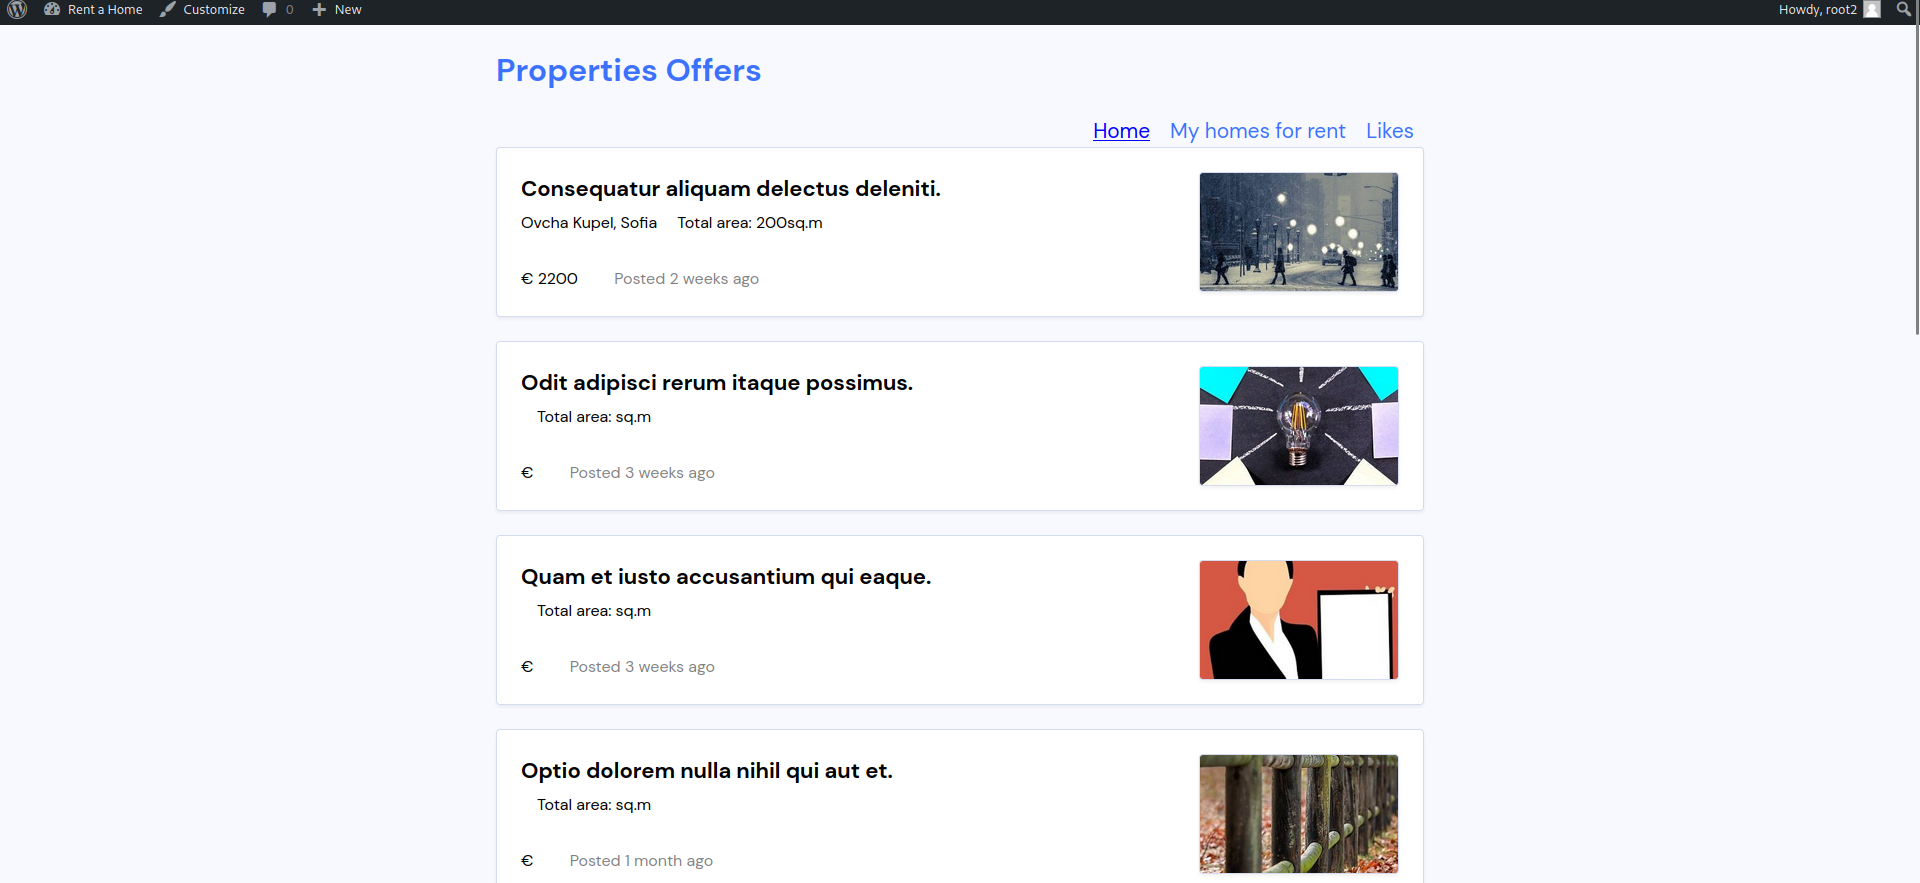 Rent a Home Customize 0 New Howdy, root2
Properties Offers
Home My homes for rent Likes
Consequatur aliquam delectus deleniti.
Ovcha Kupel, Sofia Total area: 200sq.m
€ 2200 Posted 2 weeks ago
Odit adipisci rerum itaque possimus.
Total area: sq.m
€ Posted 3 weeks ago
Quam et iusto accusantium qui eaque.
Total area: sq.m
€ Posted 3 weeks ago
Optio dolorem nulla nihil qui aut et.
Total area: sq.m
€ Posted 1 month ago